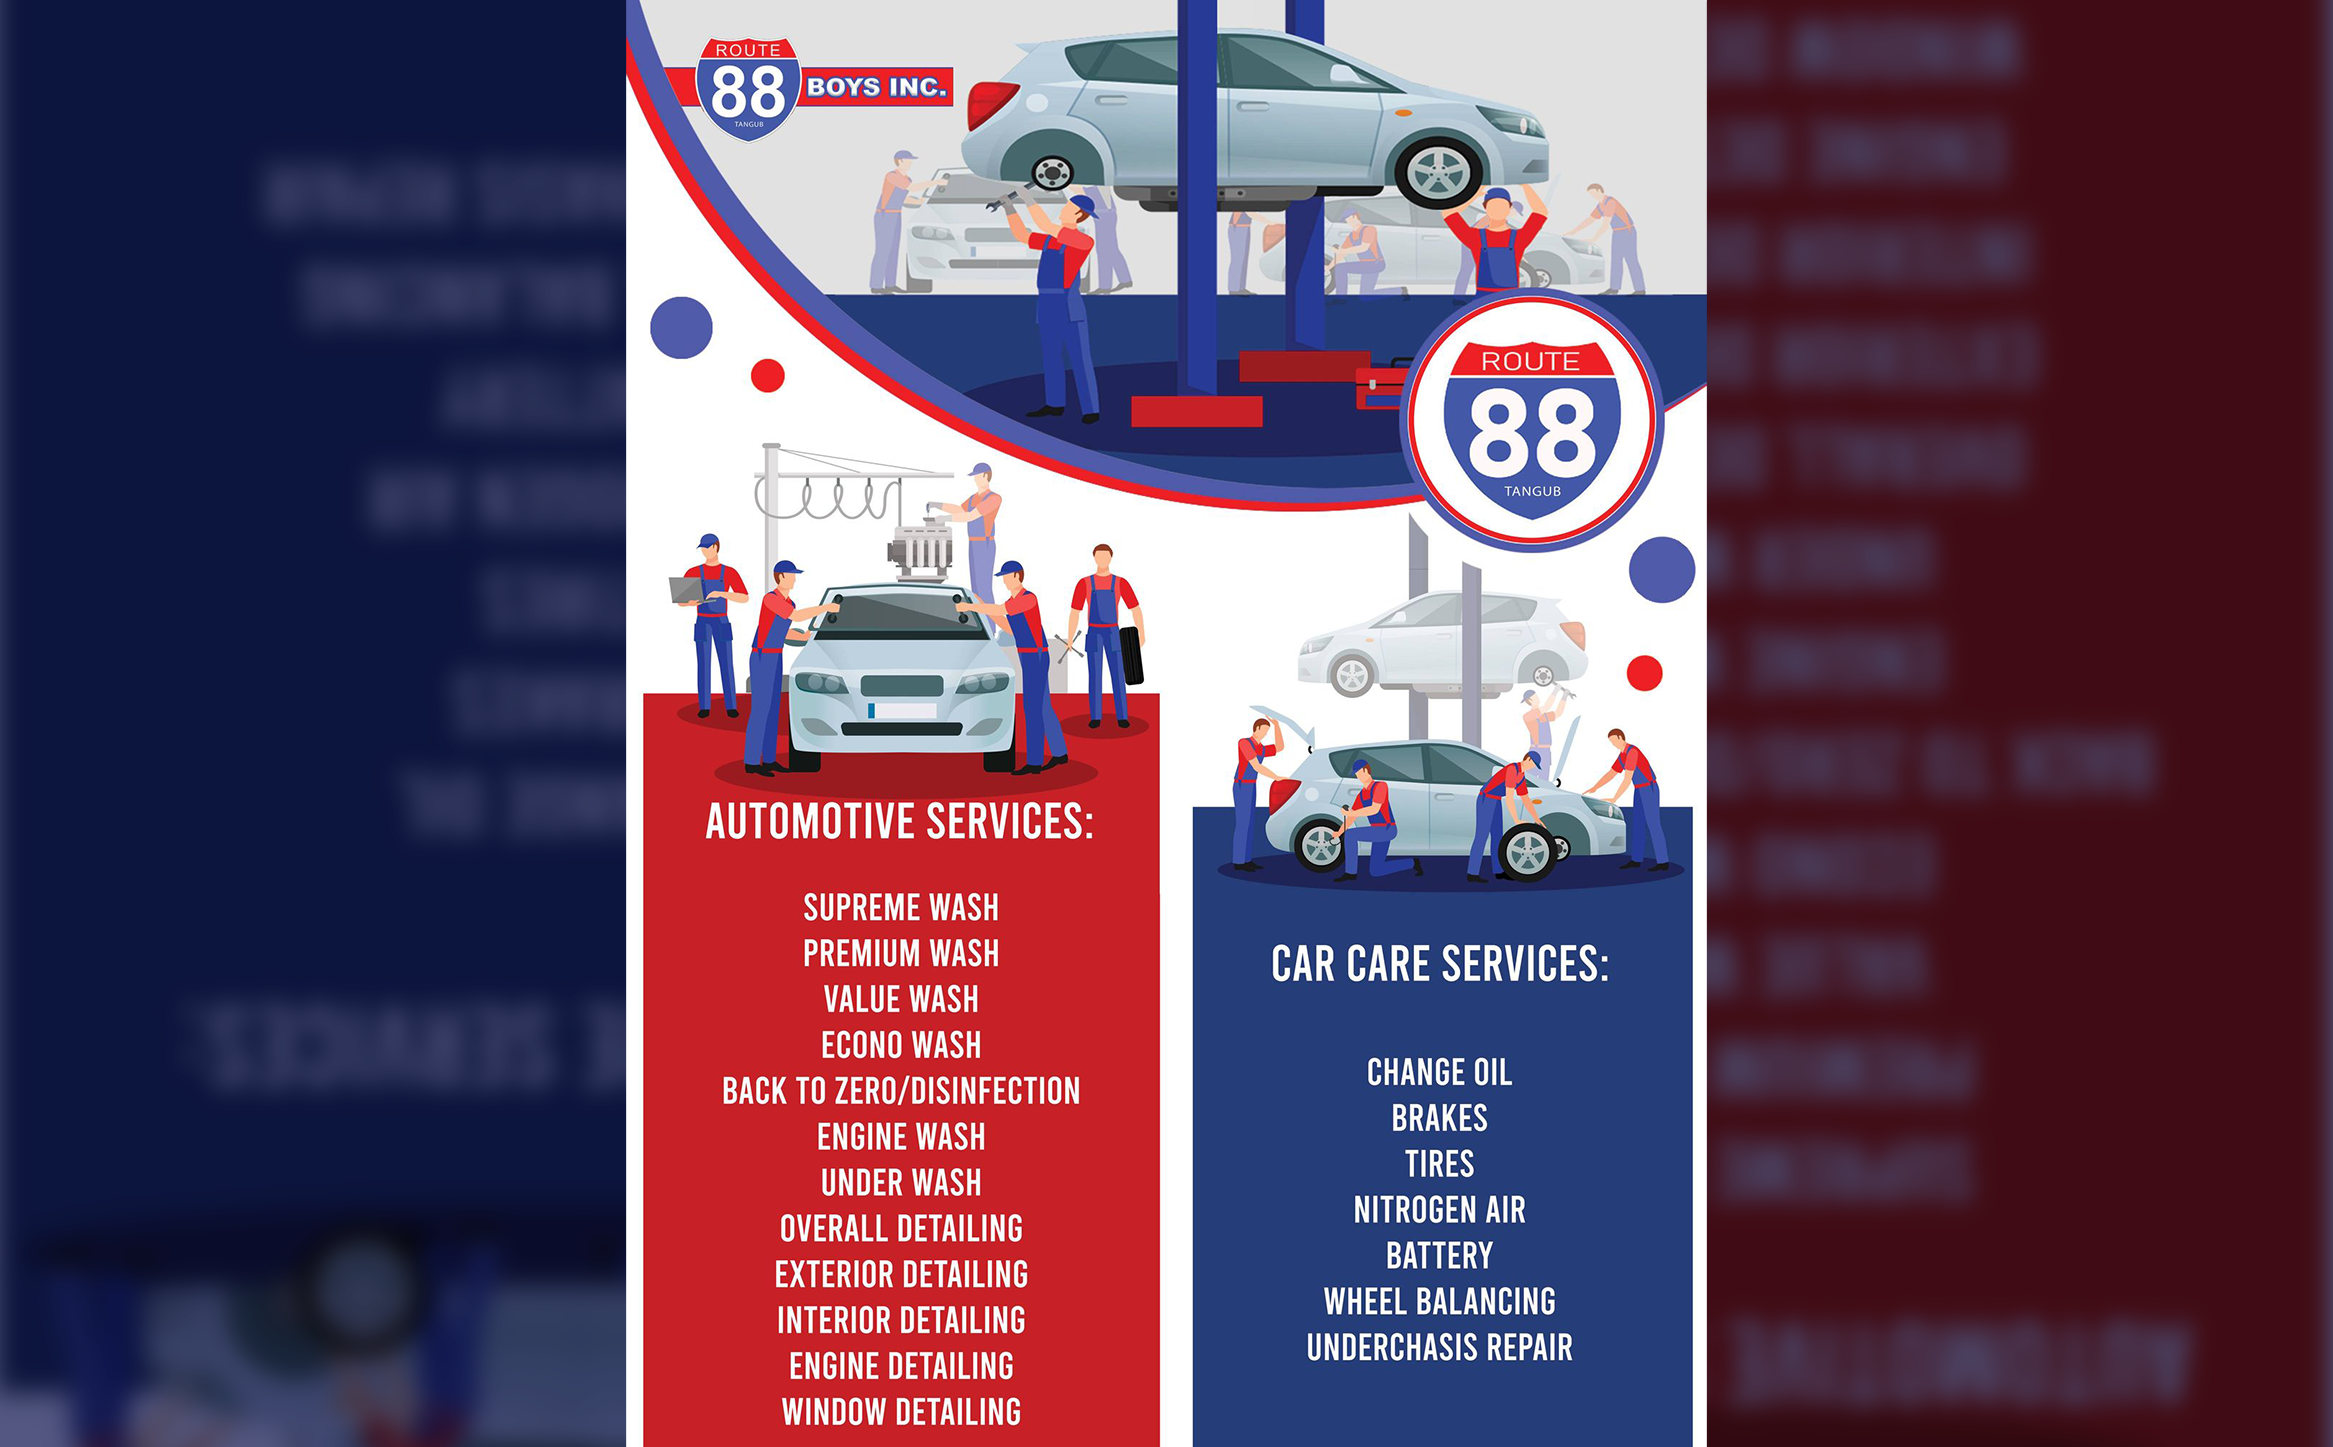 ROUTE
88
TANGUB
BOYS INC.
ROUTE
88
TANGUB
AUTOMOTIVE SERVICES:
SUPREME WASH
PREMIUM WASH
VALUE WASH
ECONO WASH
BACK TO ZERO/DISINFECTION
ENGINE WASH
UNDER WASH
OVERALL DETAILING
EXTERIOR DETAILING
INTERIOR DETAILING
ENGINE DETAILING
WINDOW DETAILING
CAR CARE SERVICES:
CHANGE OIL
BRAKES
TIRES
NITROGEN AIR
BATTERY
WHEEL BALANCING
UNDERCHASIS REPAIR